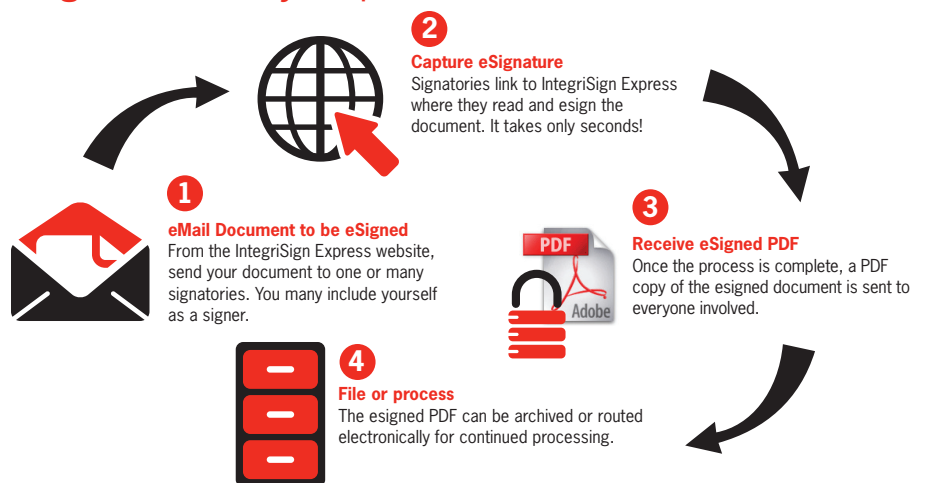 1
eMail Document to be eSigned
From the IntegriSign Express website,
send your document to one or many
signatories. You many include yourself
as a signer.
2
Capture eSignature
Signatories link to IntegriSign Express
where they read and esign the
document. It takes only seconds!
3
Receive eSigned PDF
Once the process is complete, a PDF
copy of the esigned document is sent to
everyone involved.
PDF
Adobe
4
File or process
The esigned PDF can be archived or routed
electronically for continued processing.